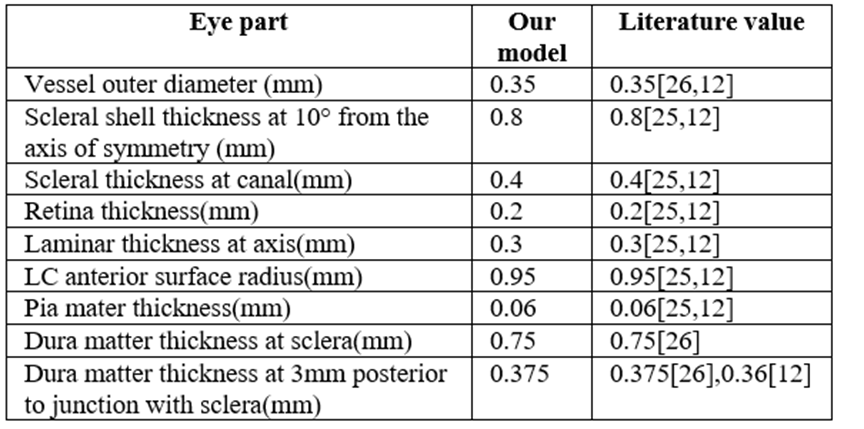 Eye part Our Literature value
model
Vessel outer diameter (mm) 0.35 0.35[26,12]
Scleral shell thickness at 10° from the 0.8 0.8[25,12]
axis of symmetry (mm)
Scleral thickness at canal(mm) 0.4 0.4[25,12]
Retina thickness(mm) 0.2 0.2[25,12]
Laminar thickness at axis(mm) 0.3 0.3[25,12]
LC anterior surface radius(mm) 0.95 0.95[25,12]
Pia mater thickness(mm) 0.06 0.06[25,12]
Dura matter thickness at sclera(mm) 0.75 0.75[26]
Dura matter thickness at 3mm posterior 0.375 0.375[26],0.36[12]
to junction with sclera(mm)